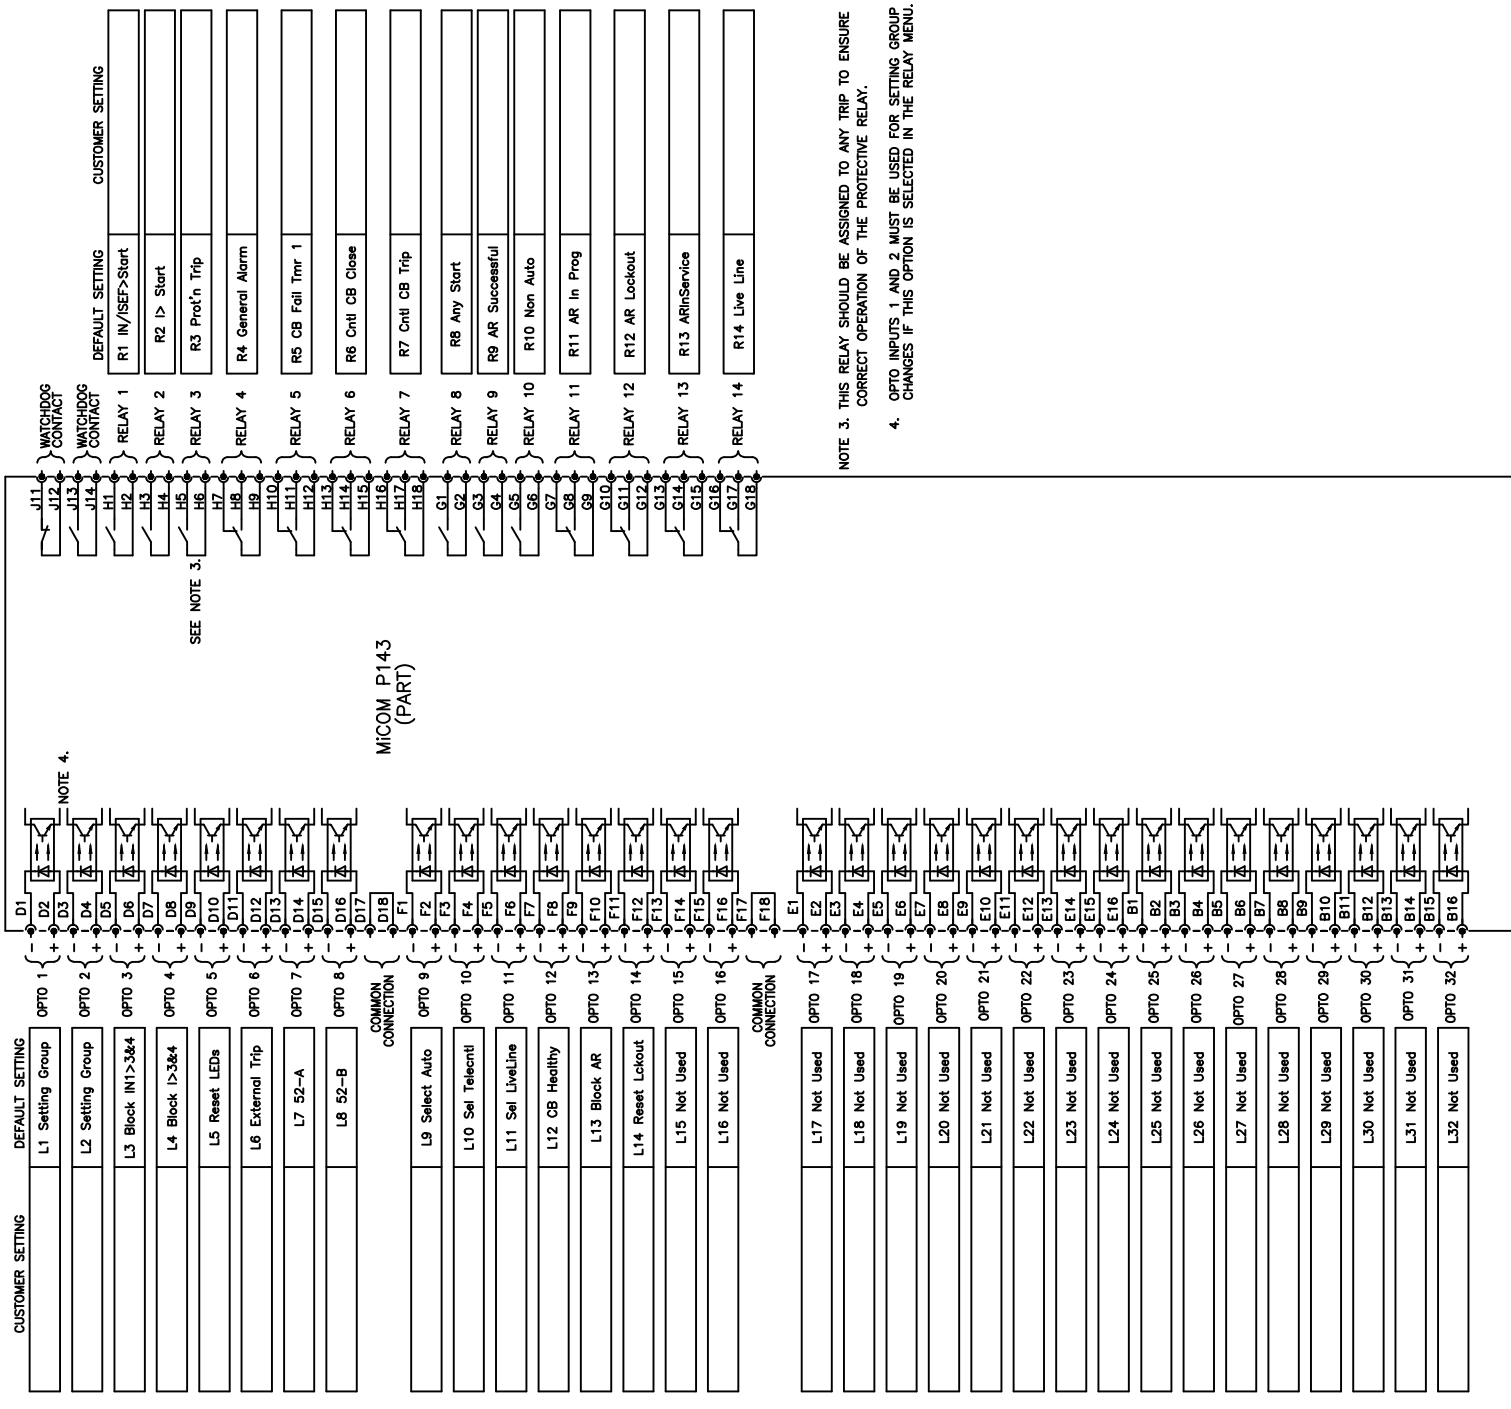 CUSTOMER SETTING
DEFAULT SETTING
L1 Setting Group
OPTO 1
- D1
+ D2
L2 Setting Group
OPTO 2
- D3
+ D4
L3 Block IN1>3&4
OPTO 3
- D5
+ D6
L4 Block I>3&4
OPTO 4
- D7
+ D8
L5 Reset LEDs
OPTO 5
- D9
+ D10
L6 External Trip
OPTO 6
- D11
+ D12
L7 52-A
OPTO 7
- D13
+ D14
L8 52-B
OPTO 8
- D15
+ D16
COMMON
CONNECTION
D17
D18
L9 Select Auto
OPTO 9
- F1
+ F2
L10 Sel Telecntl
OPTO 10
- F3
+ F4
L11 Sel LiveLine
OPTO 11
- F5
+ F6
L12 CB Healthy
OPTO 12
- F7
+ F8
L13 Block AR
OPTO 13
- F9
+ F10
L14 Reset Lckout
OPTO 14
- F11
+ F12
L15 Not Used
OPTO 15
- F13
+ F14
L16 Not Used
OPTO 16
- F15
+ F16
COMMON
CONNECTION
F17
F18
L17 Not Used
OPTO 17
- E1
+ E2
L18 Not Used
OPTO 18
- E3
+ E4
L19 Not Used
OPTO 19
- E5
+ E6
L20 Not Used
OPTO 20
- E7
+ E8
L21 Not Used
OPTO 21
- E9
+ E10
L22 Not Used
OPTO 22
- E11
+ E12
L23 Not Used
OPTO 23
- E13
+ E14
L24 Not Used
OPTO 24
- E15
+ E16
L25 Not Used
OPTO 25
- B1
+ B2
L26 Not Used
OPTO 26
- B3
+ B4
L27 Not Used
OPTO 27
- B5
+ B6
L28 Not Used
OPTO 28
- B7
+ B8
L29 Not Used
OPTO 29
- B9
+ B10
L30 Not Used
OPTO 30
- B11
+ B12
L31 Not Used
OPTO 31
- B13
+ B14
L32 Not Used
OPTO 32
- B15
+ B16
NOTE 4.
MiCOM P143
(PART)
SEE NOTE 3.
DEFAULT SETTING
CUSTOMER SETTING
J11
J12
WATCHDOG
CONTACT
J13
J14
WATCHDOG
CONTACT
H1
H2
RELAY 1
R1 IN/ISEF>Start
H3
H4
RELAY 2
R2 I> Start
H5
H6
RELAY 3
R3 Prot'n Trip
H7
H8
H9
RELAY 4
R4 General Alarm
H10
H11
H12
RELAY 5
R5 CB Fail Tmr 1
H13
H14
H15
RELAY 6
R6 Cntl CB Close
H16
H17
H18
RELAY 7
R7 Cntl CB Trip
G1
G2
RELAY 8
R8 Any Start
G3
G4
RELAY 9
R9 AR Successful
G5
G6
RELAY 10
R10 Non Auto
G7
G8
G9
RELAY 11
R11 AR In Prog
G10
G11
G12
RELAY 12
R12 AR Lockout
G13
G14
G15
RELAY 13
R13 ARInService
G16
G17
G18
RELAY 14
R14 Live Line
NOTE 3. THIS RELAY SHOULD BE ASSIGNED TO ANY TRIP TO ENSURE
CORRECT OPERATION OF THE PROTECTIVE RELAY.
4. OPTO INPUTS 1 AND 2 MUST BE USED FOR SETTING GROUP
CHANGES IF THIS OPTION IS SELECTED IN THE RELAY MENU.